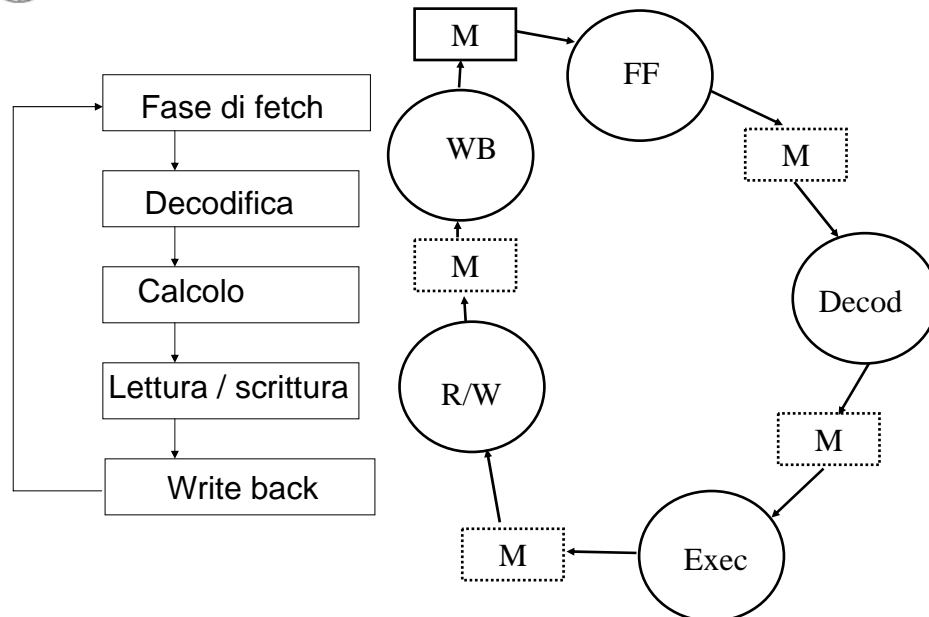 Fase di fetch
Decodifica
Calcolo
Lettura / scrittura
Write back
M
FF
M
Decod
M
Exec
M
R/W
M
WB